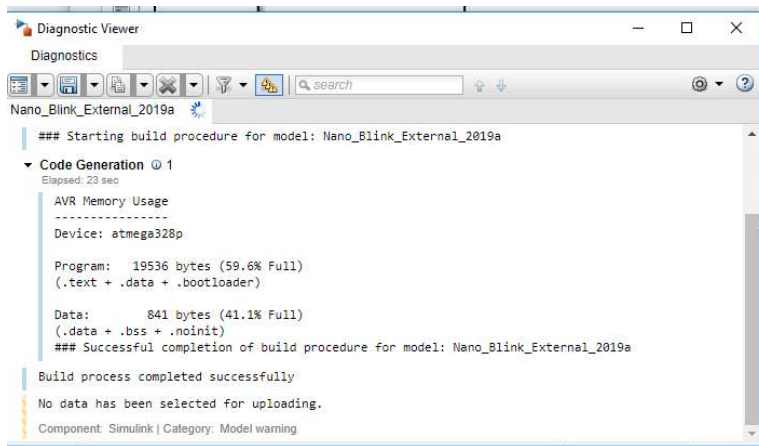 Diagnostic Viewer
Diagnostics
search
Nano_Blink_External_2019a
### Starting build procedure for model: Nano_Blink_External_2019a
Code Generation 1
Elapsed: 23 sec
AVR Memory Usage
----------------
Device: atmega328p
Program:   19536 bytes (59.6% Full)
(.text + .data + .bootloader)
Data:        841 bytes (41.1% Full)
(.data + .bss + .noinit)
### Successful completion of build procedure for model: Nano_Blink_External_2019a
Build process completed successfully
No data has been selected for uploading.
Component: Simulink | Category: Model warning